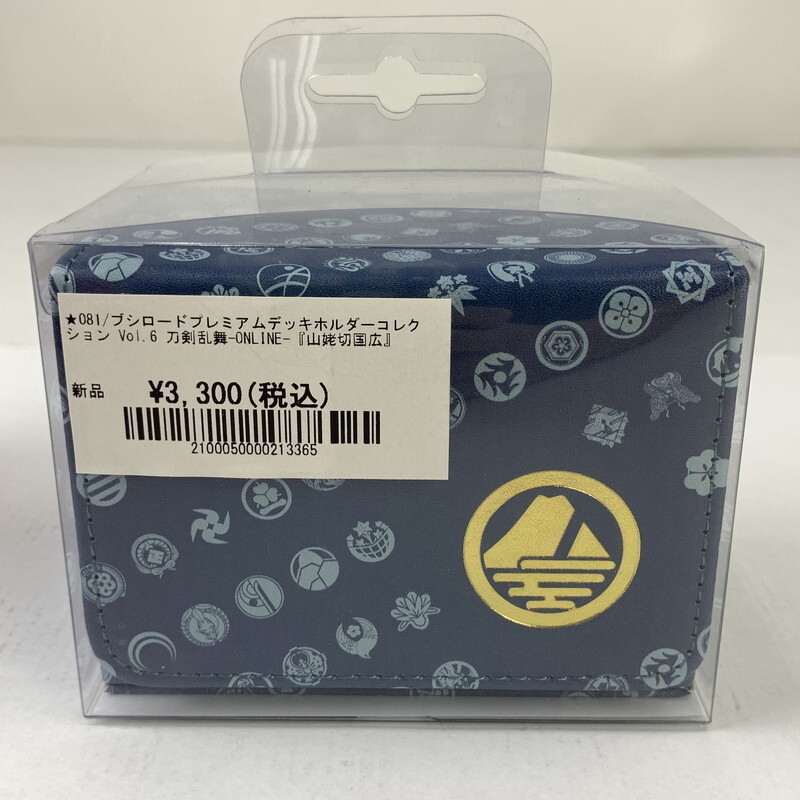 ★081/ブシロードプレミアムデッキホルダーコレク
ション Vol.6 刀剣乱舞-ONLINE-『山姥切国広』
新品 ¥3,300(税込)
2100050000213365